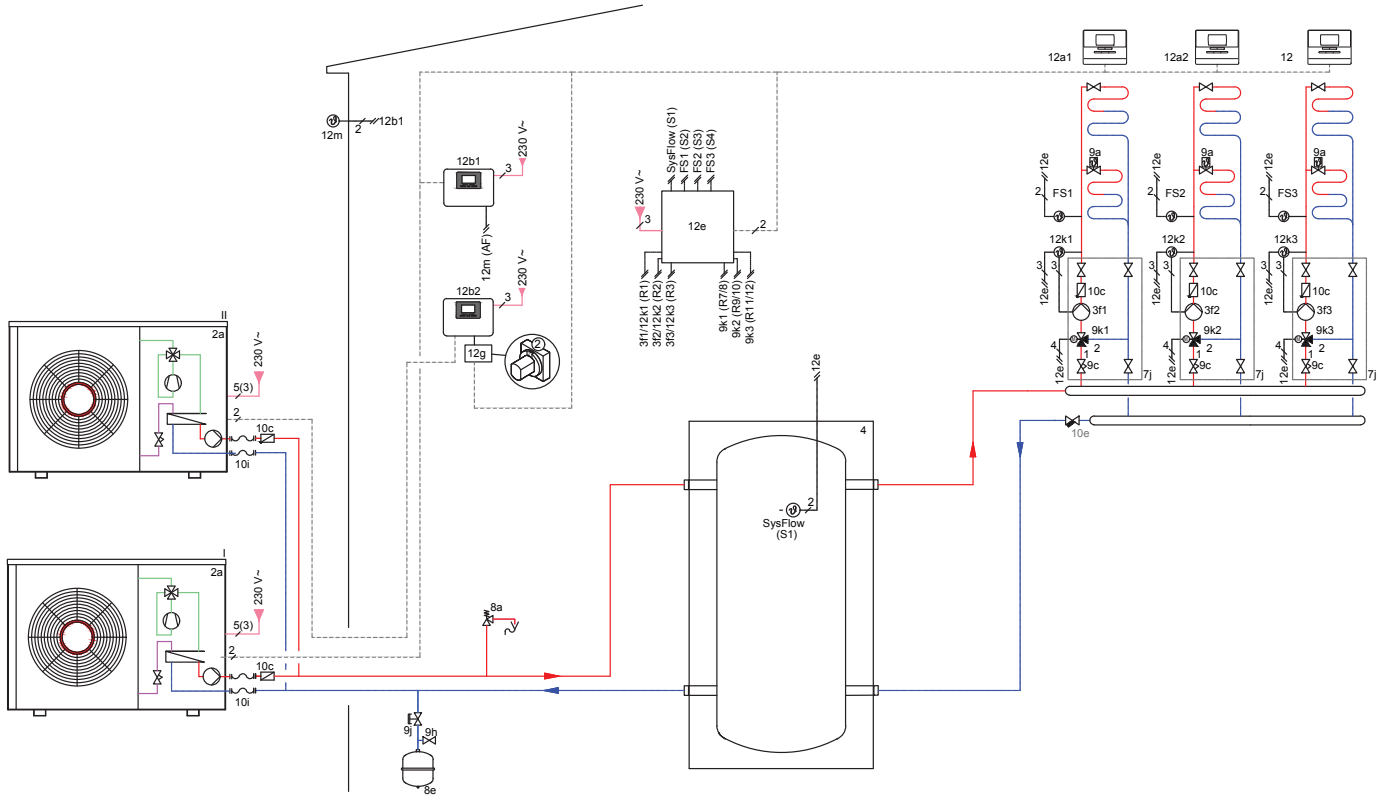 12a1
12a2
12
12m
2
12b1
12b1
3
230 V~
12m (AF)
SysFlow (S1)
FS1 (S2)
FS2 (S3)
FS3 (S4)
230 V~
3
12e
2
3f1/12k1 (R1)
3f2/12k2 (R2)
3f3/12k3 (R3)
9k1 (R7/8)
9k2 (R9/10)
9k3 (R11/12)
12b2
3
230 V~
12g
2
9a
9a
9a
12e
2
FS1
12e
2
FS2
12e
2
FS3
12k1
12k2
12k3
3
3
12e
3
3
12e
3
3
12e
10c
10c
10c
3f1
3f2
3f3
9k1
9k2
9k3
M
M
M
4
2
4
2
4
2
1
1
1
12e
9c
12e
9c
12e
9c
7j
7j
7j
10e
II
2a
5(3)
230 V~
2
10c
10i
I
2a
5(3)
230 V~
2
10c
10i
8a
4
12e
2
SysFlow
(S1)
9j
9h
8e